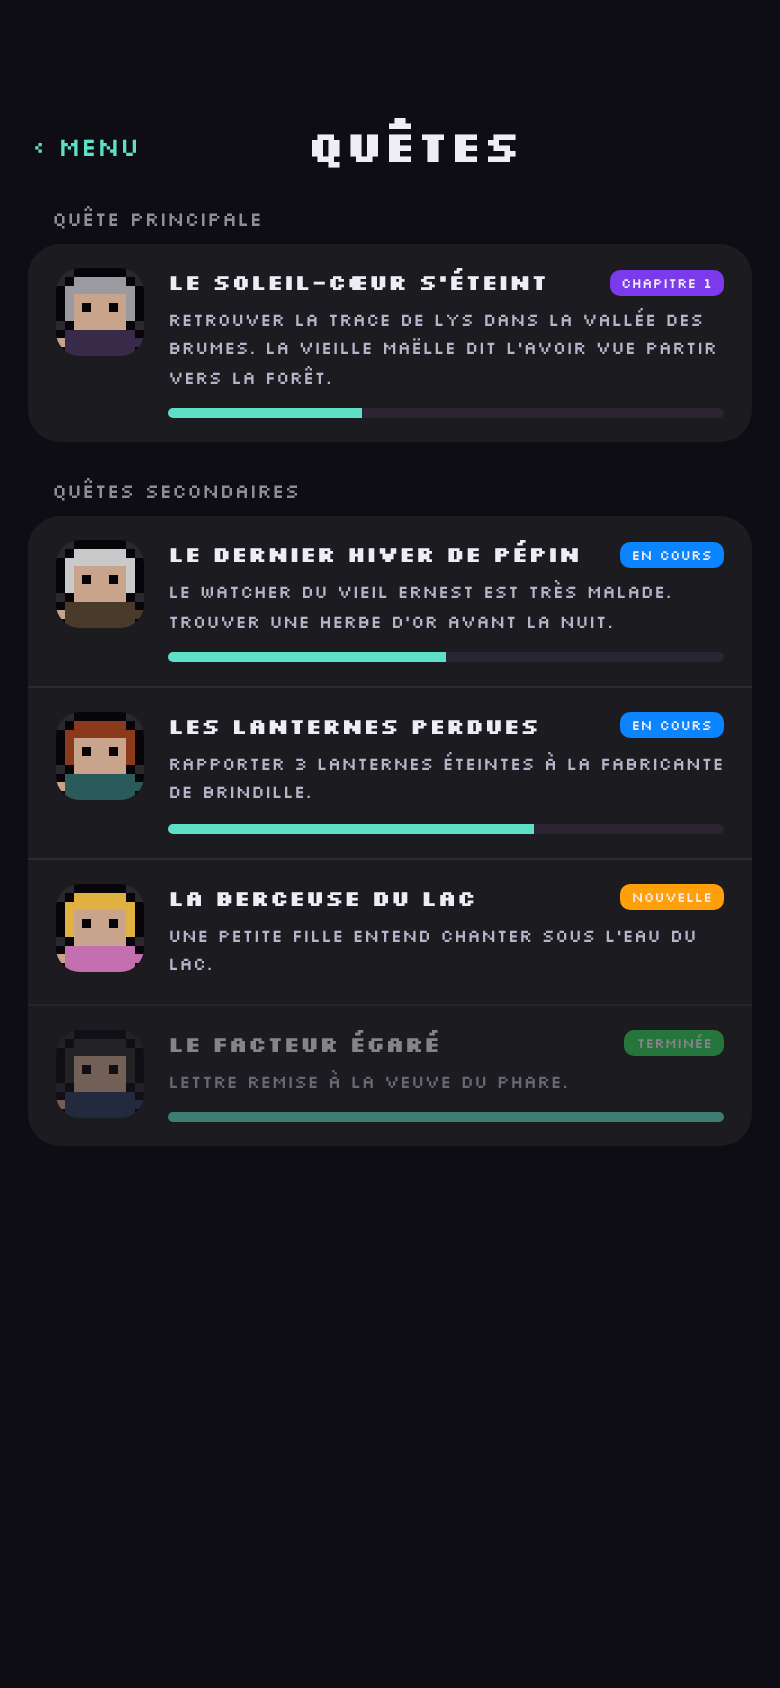 ‹ MENU
QUÊTES
QUÊTE PRINCIPALE
LE SOLEIL-CŒUR S'ÉTEINT
CHAPITRE 1
RETROUVER LA TRACE DE LYS DANS LA VALLÉE DES
BRUMES. LA VIEILLE MAËLLE DIT L'AVOIR VUE PARTIR
VERS LA FORÊT.
QUÊTES SECONDAIRES
LE DERNIER HIVER DE PÉPIN
EN COURS
LE WATCHER DU VIEIL ERNEST EST TRÈS MALADE.
TROUVER UNE HERBE D'OR AVANT LA NUIT.
LES LANTERNES PERDUES
EN COURS
RAPPORTER 3 LANTERNES ÉTEINTES À LA FABRICANTE
DE BRINDILLE.
LA BERCEUSE DU LAC
NOUVELLE
UNE PETITE FILLE ENTEND CHANTER SOUS L'EAU DU
LAC.
LE FACTEUR ÉGARÉ
TERMINÉE
LETTRE REMISE À LA VEUVE DU PHARE.